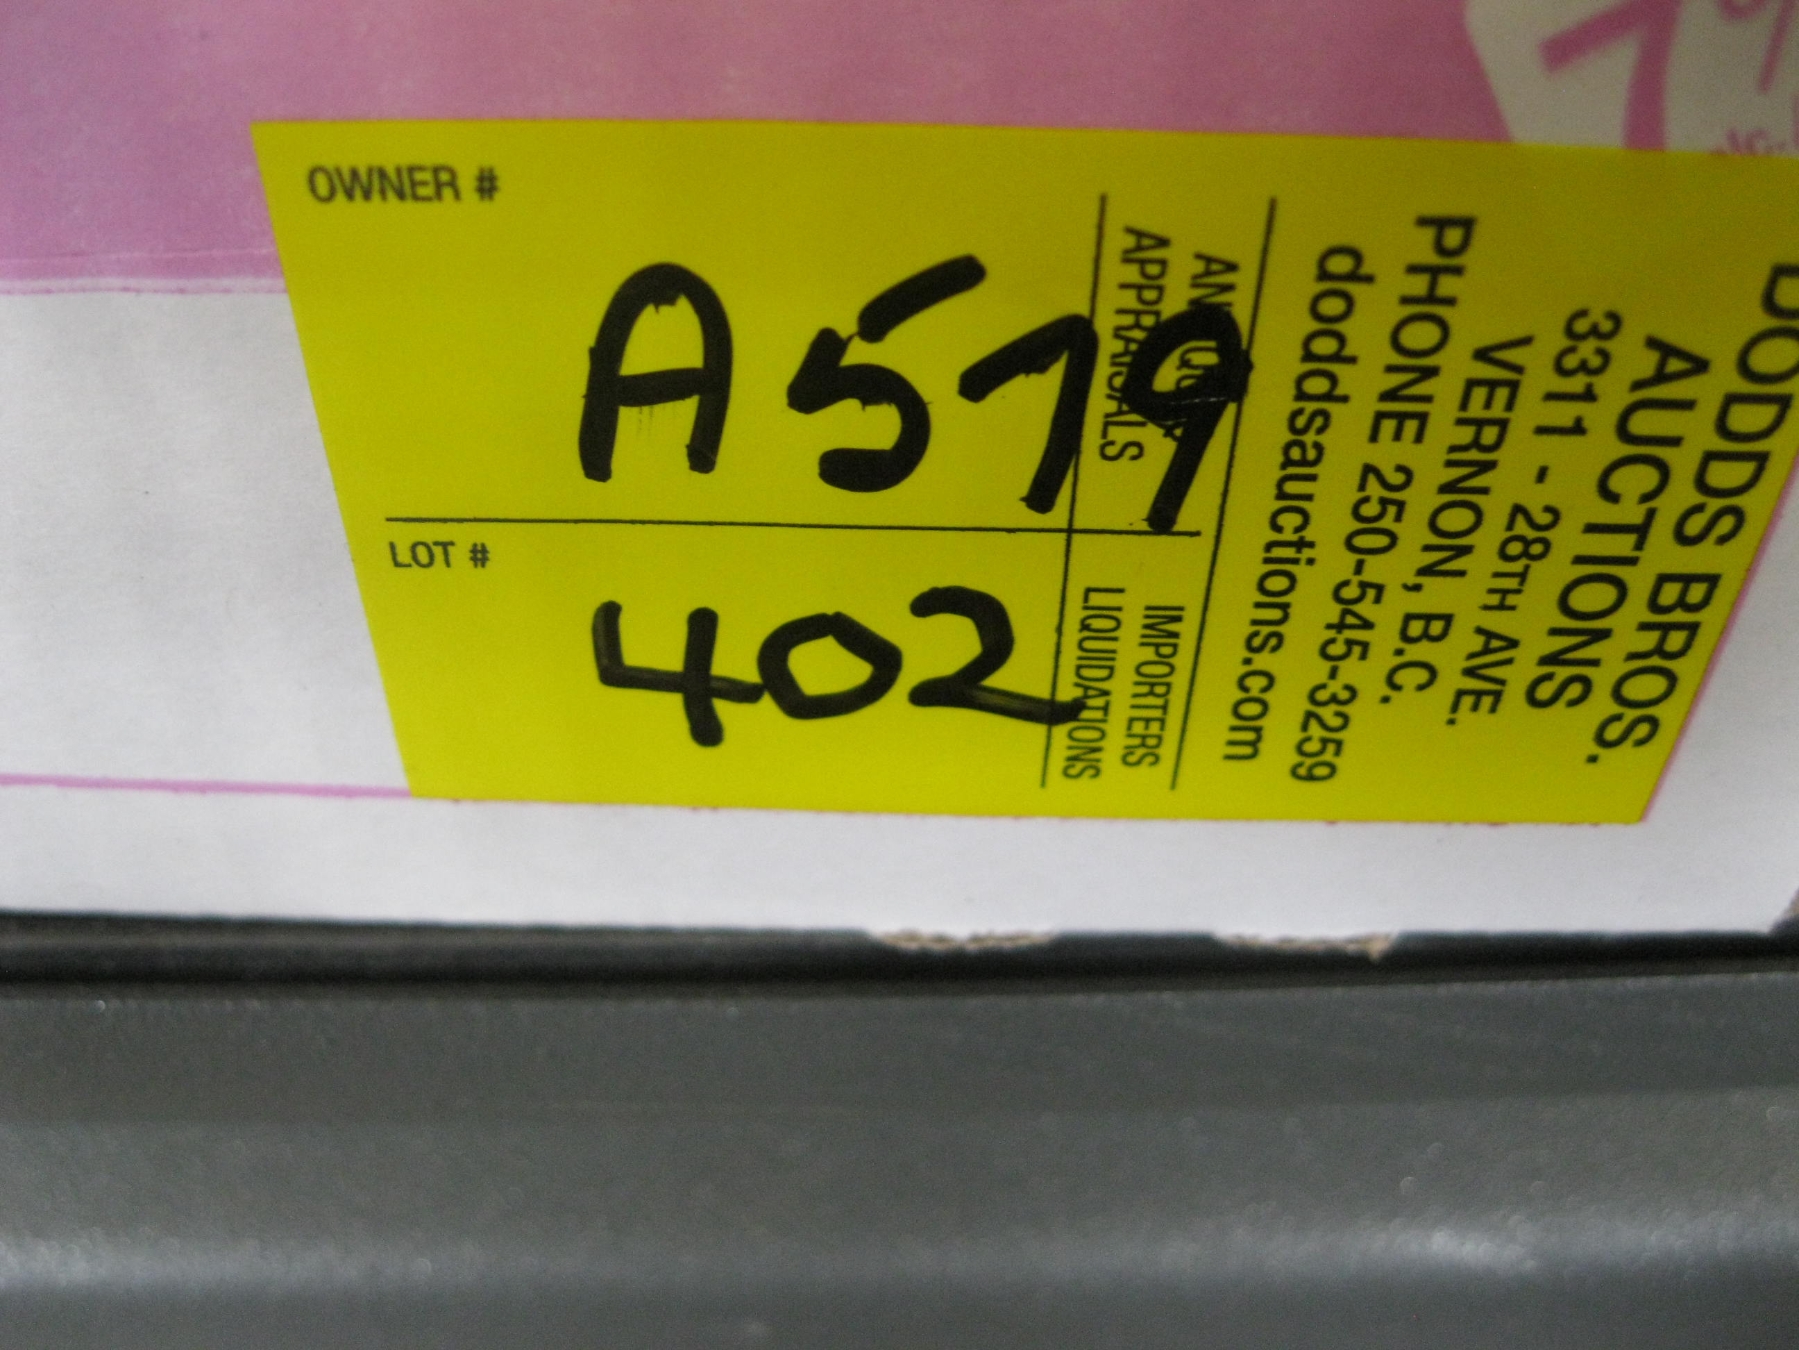 OWNER #
A519
LOT #
402
DODDS BROS.
AUCTIONS
3311 - 28TH AVE.
VERNON, B.C.
PHONE 250-545-3259
doddsauctions.com
APPRAISALS
IMPORTERS
LIQUIDATIONS